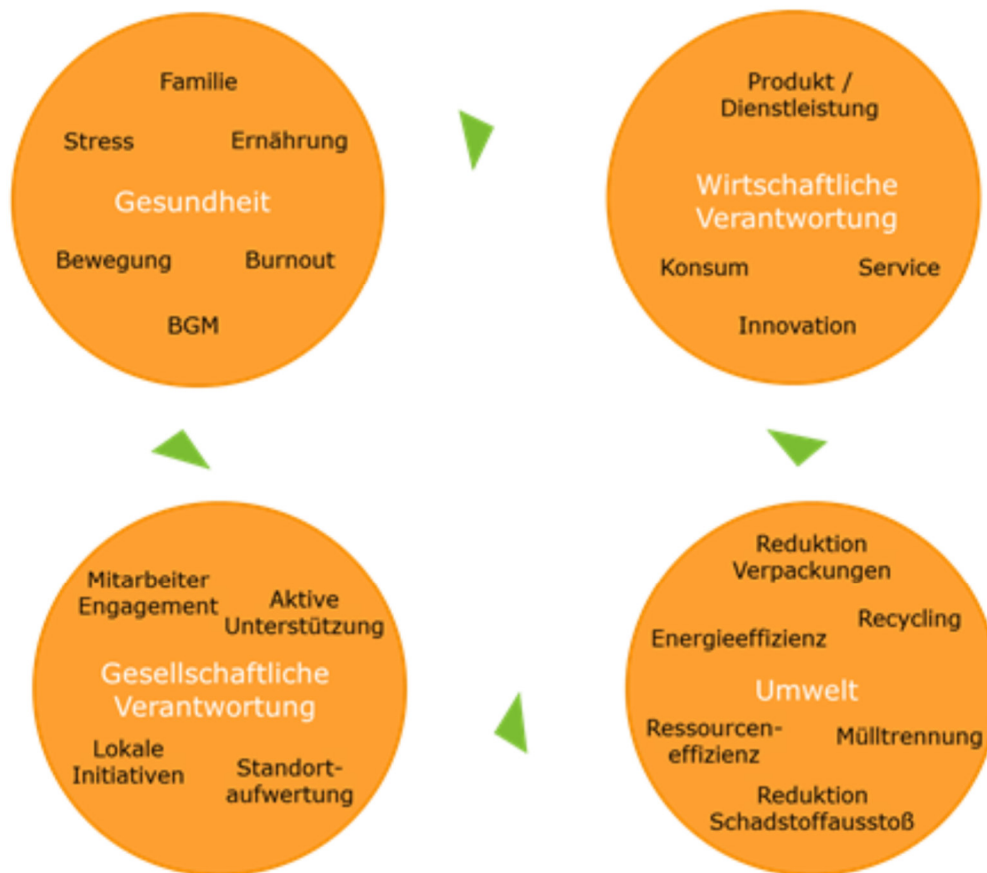 Familie
Stress
Ernährung
Gesundheit
Bewegung
Burnout
BGM
Produkt /
Dienstleistung
Wirtschaftliche
Verantwortung
Konsum
Service
Innovation
Mitarbeiter
Engagement
Aktive
Unterstützung
Gesellschaftliche
Verantwortung
Lokale
Initiativen
Standort-
aufwertung
Reduktion
Verpackungen
Recycling
Energieeffizienz
Umwelt
Ressourcen-
effizienz
Mülltrennung
Reduktion
Schadstoffausstoß